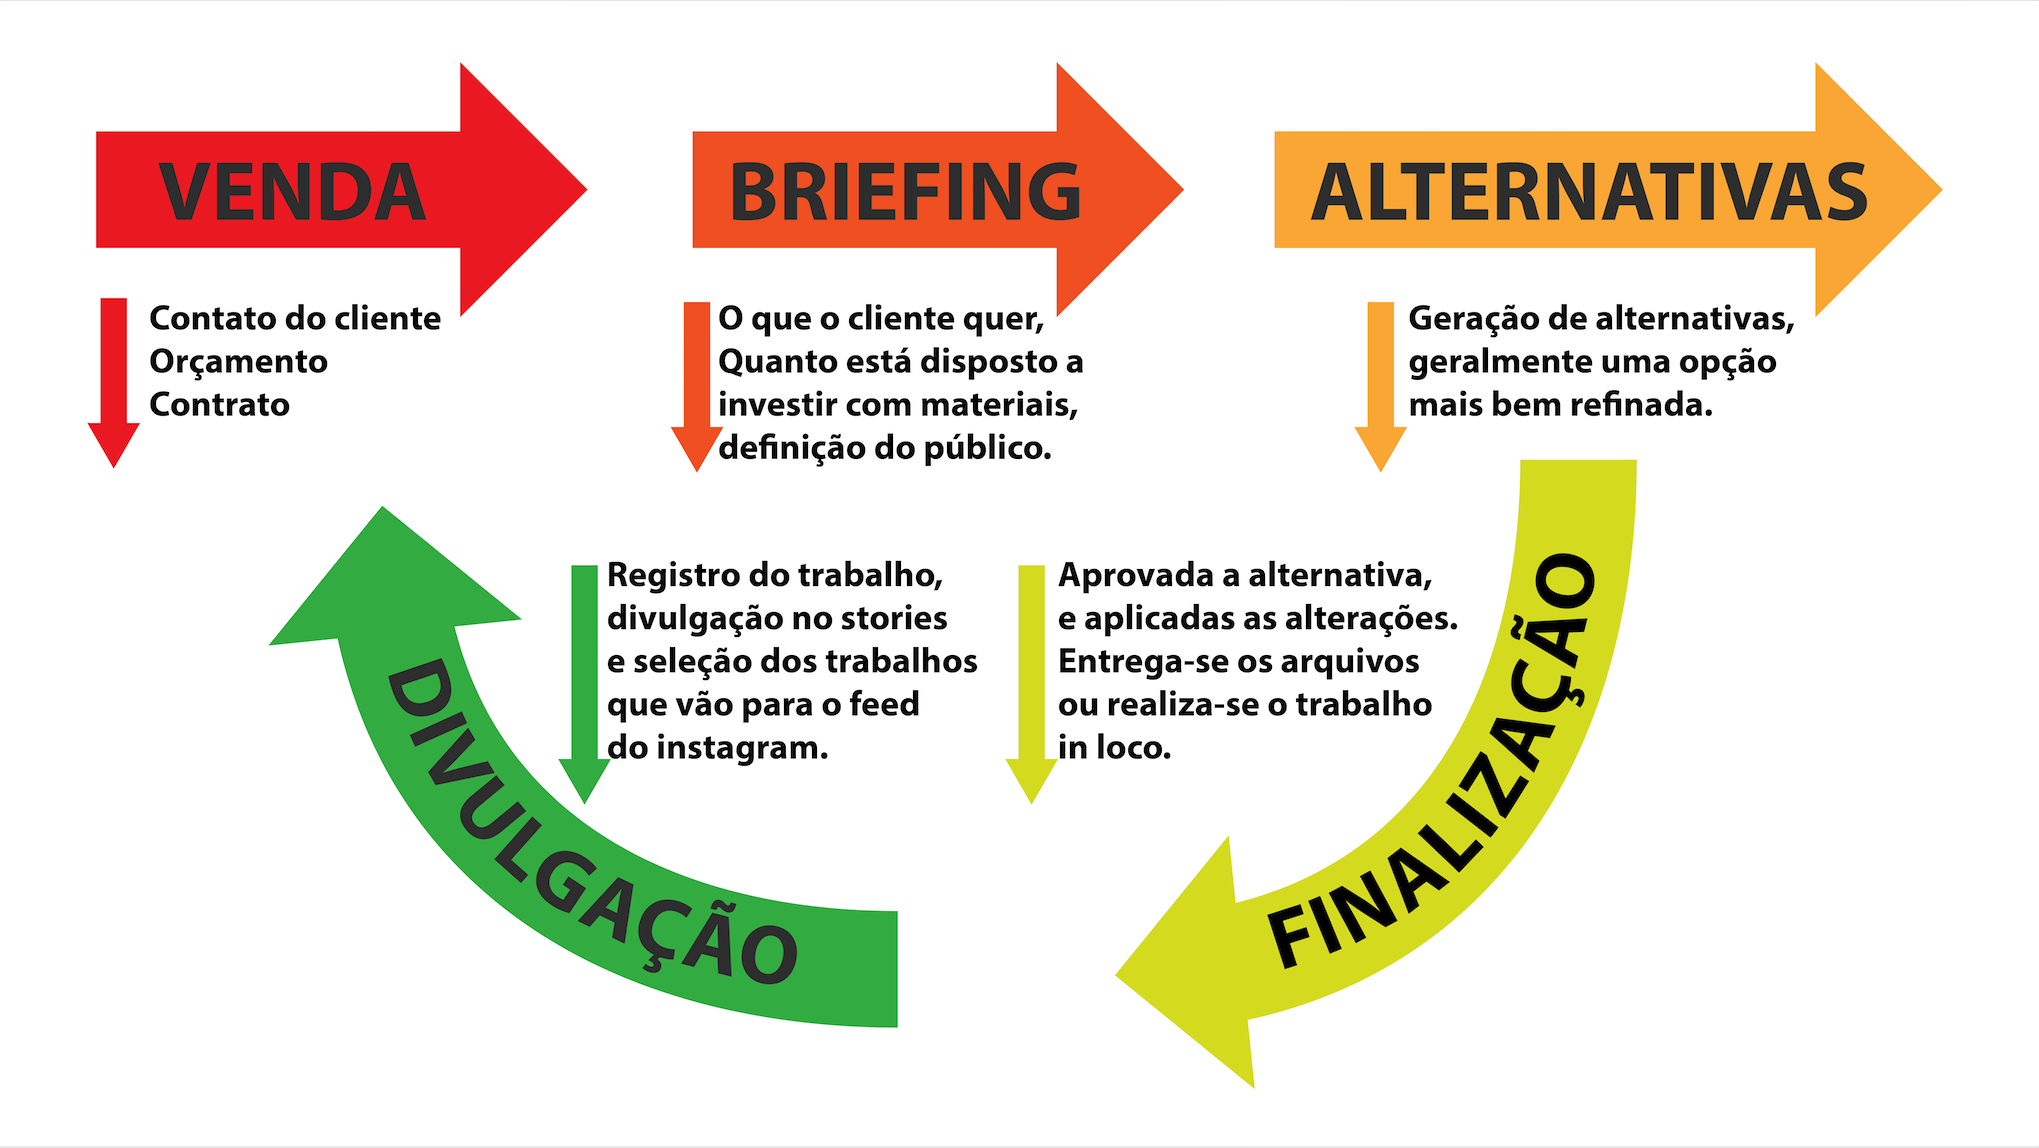 VENDA
Contato do cliente
Orçamento
Contrato
BRIEFING
O que o cliente quer,
Quanto está disposto a
investir com materiais,
definição do público.
ALTERNATIVAS
Geração de alternativas,
geralmente uma opção
mais bem refinada.
FINALIZAÇÃO
Aprovada a alternativa,
e aplicadas as alterações.
Entrega-se os arquivos
ou realiza-se o trabalho
in loco.
DIVULGAÇÃO
Registro do trabalho,
divulgação no stories
e seleção dos trabalhos
que vão para o feed
do instagram.